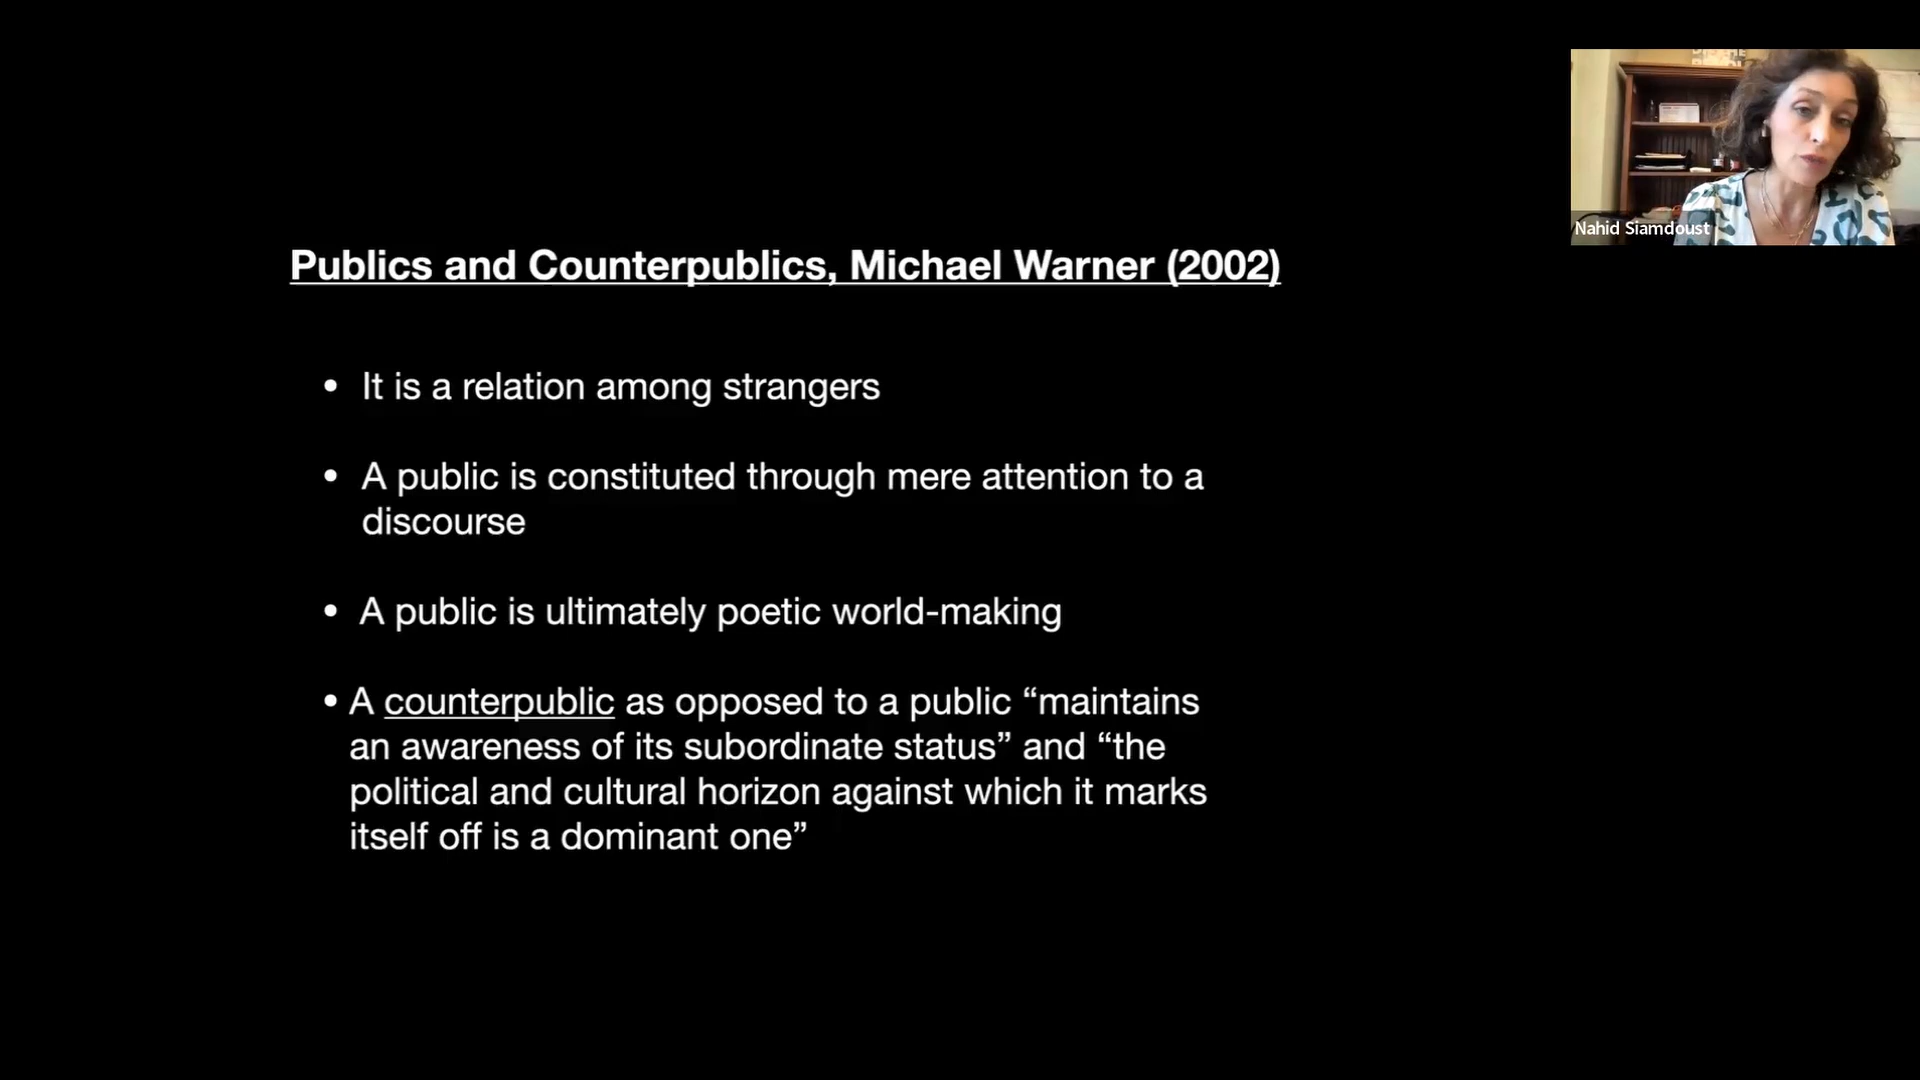 Publics and Counterpublics, Michael Warner (2002)
• It is a relation among strangers
• A public is constituted through mere attention to a
discourse
• A public is ultimately poetic world-making
• A counterpublic as opposed to a public “maintains
an awareness of its subordinate status” and “the
political and cultural horizon against which it marks
itself off is a dominant one”
Nahid Siamdoust